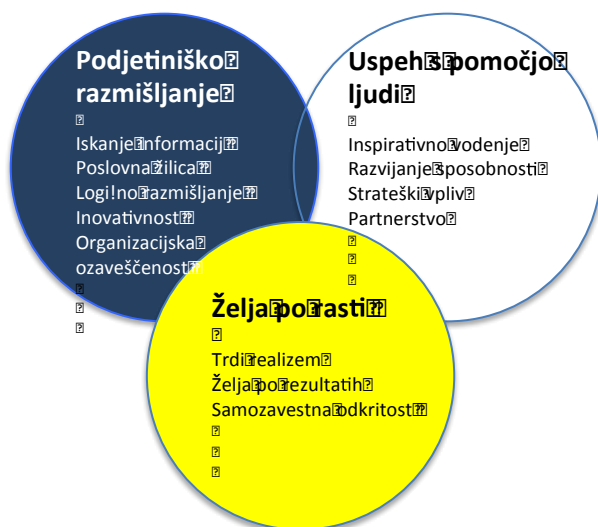 Podjetiniško
razmišljanje
Iskanje informacij
Poslovna žilica
Logi!no razmišljanje
Inovativnost
Organizacijska
ozaveščenost
Uspeh s pomočjo
ljudi
Inspirativno vodenje
Razvijanje sposobnosti
Strateški vpliv
Partnerstvo
Želja po rasti
Trdi realizem
Želja po rezultatih
Samozavestna odkritost